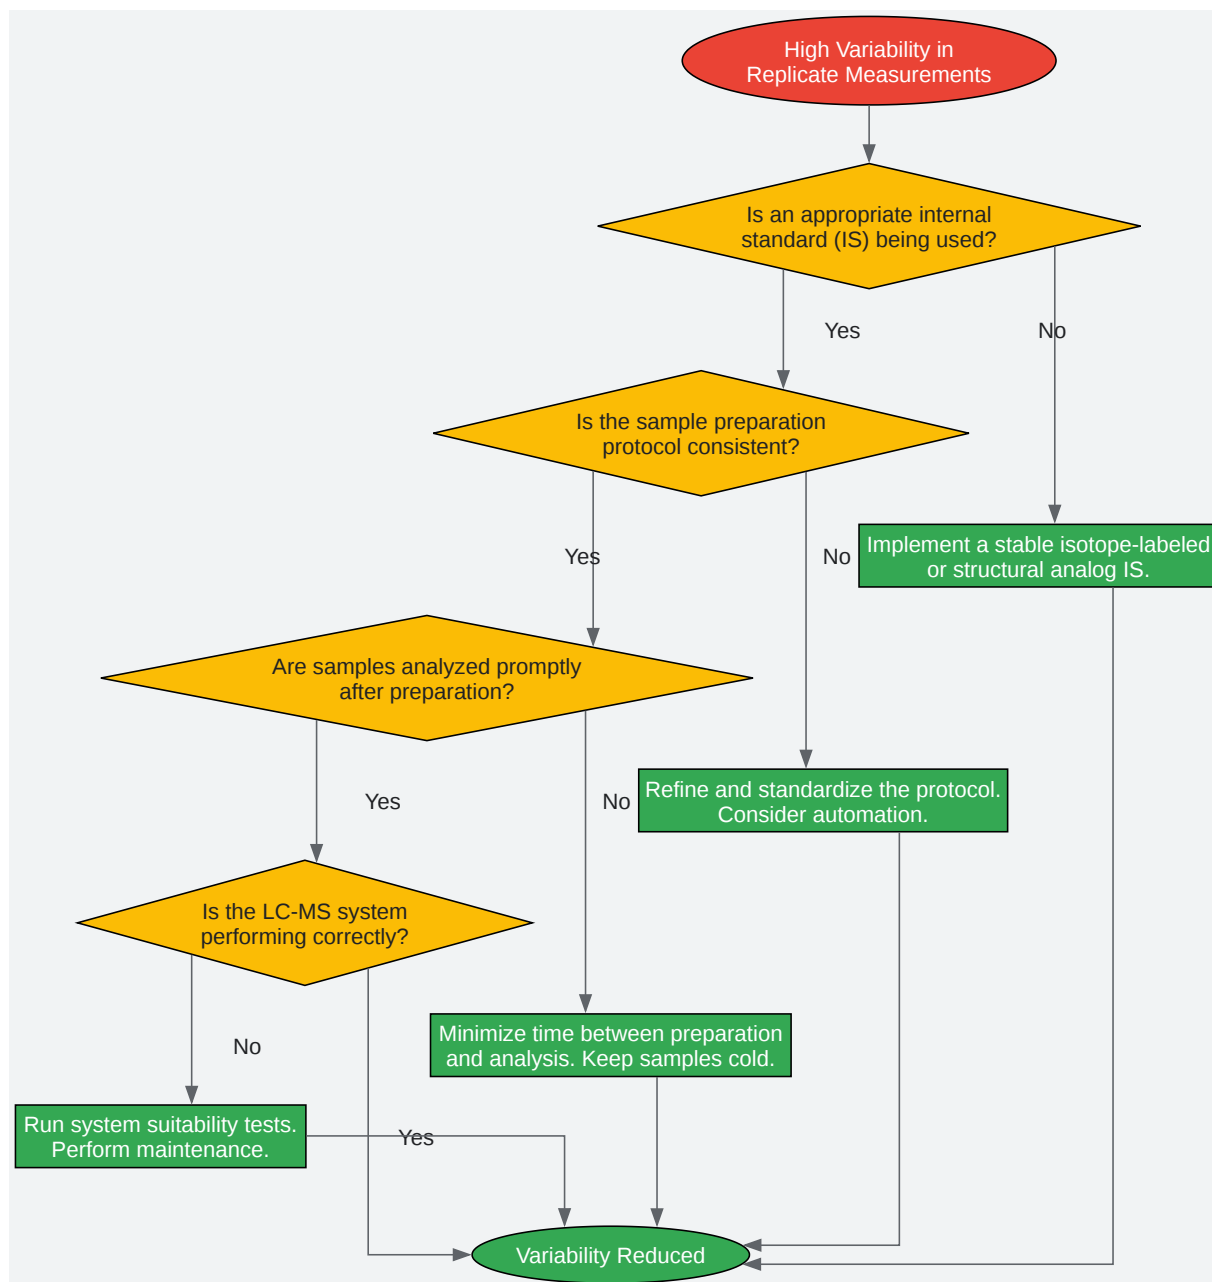 High Variability in
Replicate Measurements
Is an appropriate internal
standard (IS) being used?
Yes
No
Is the sample preparation
protocol consistent?
Yes
No
Implement a stable isotope-labeled
or structural analog IS.
Are samples analyzed promptly
after preparation?
Yes
No
Refine and standardize the protocol.
Consider automation.
Is the LC-MS system
performing correctly?
No
Minimize time between preparation
and analysis. Keep samples cold.
Run system suitability tests.
Perform maintenance.
Yes
Variability Reduced